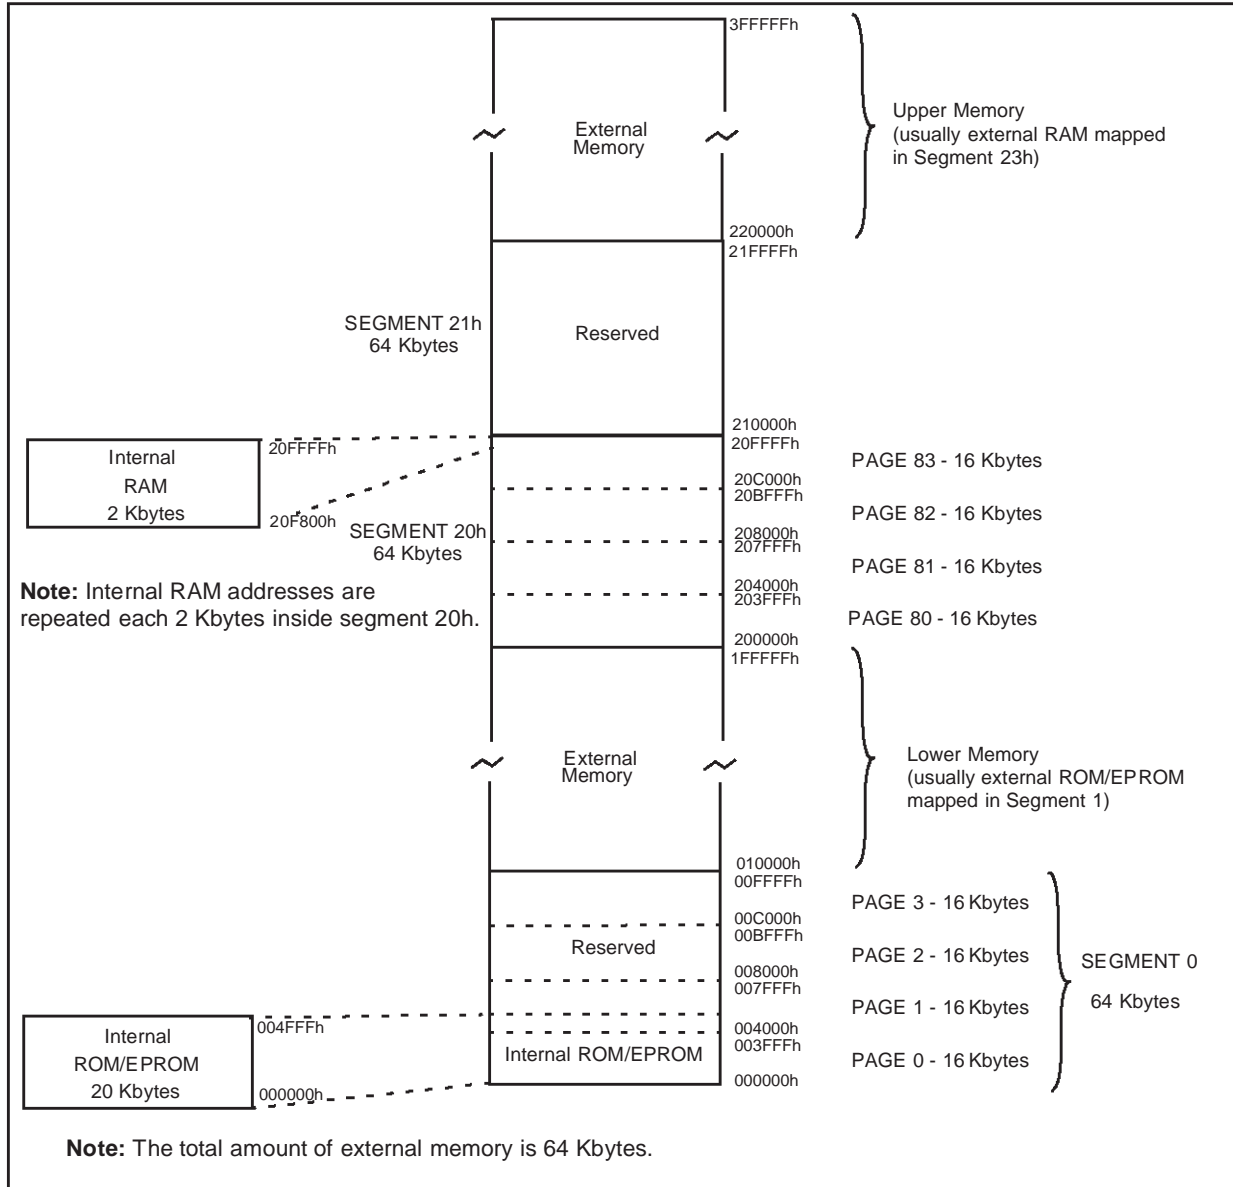 3FFFFFh
External
Memory
Upper Memory
(usually external RAM mapped
in Segment 23h)
220000h
21FFFFh
SEGMENT 21h
64 Kbytes
Reserved
210000h
20FFFFh
20FFFFh
Internal
RAM
2 Kbytes
20F800h
PAGE 83 - 16 Kbytes
20C000h
20BFFFh
PAGE 82 - 16 Kbytes
SEGMENT 20h
64 Kbytes
208000h
207FFFh
PAGE 81 - 16 Kbytes
204000h
203FFFh
Note: Internal RAM addresses are
repeated each 2 Kbytes inside segment 20h.
PAGE 80 - 16 Kbytes
200000h
1FFFFFh
External
Memory
Lower Memory
(usually external ROM/EPROM
mapped in Segment 1)
010000h
00FFFFh
PAGE 3 - 16 Kbytes
00C000h
00BFFFh
Reserved
PAGE 2 - 16 Kbytes
SEGMENT 0
64 Kbytes
008000h
007FFFh
PAGE 1 - 16 Kbytes
004FFFh
004000h
003FFFh
Internal
ROM/EPROM
20 Kbytes
Internal ROM/EPROM
PAGE 0 - 16 Kbytes
000000h
000000h
Note: The total amount of external memory is 64 Kbytes.